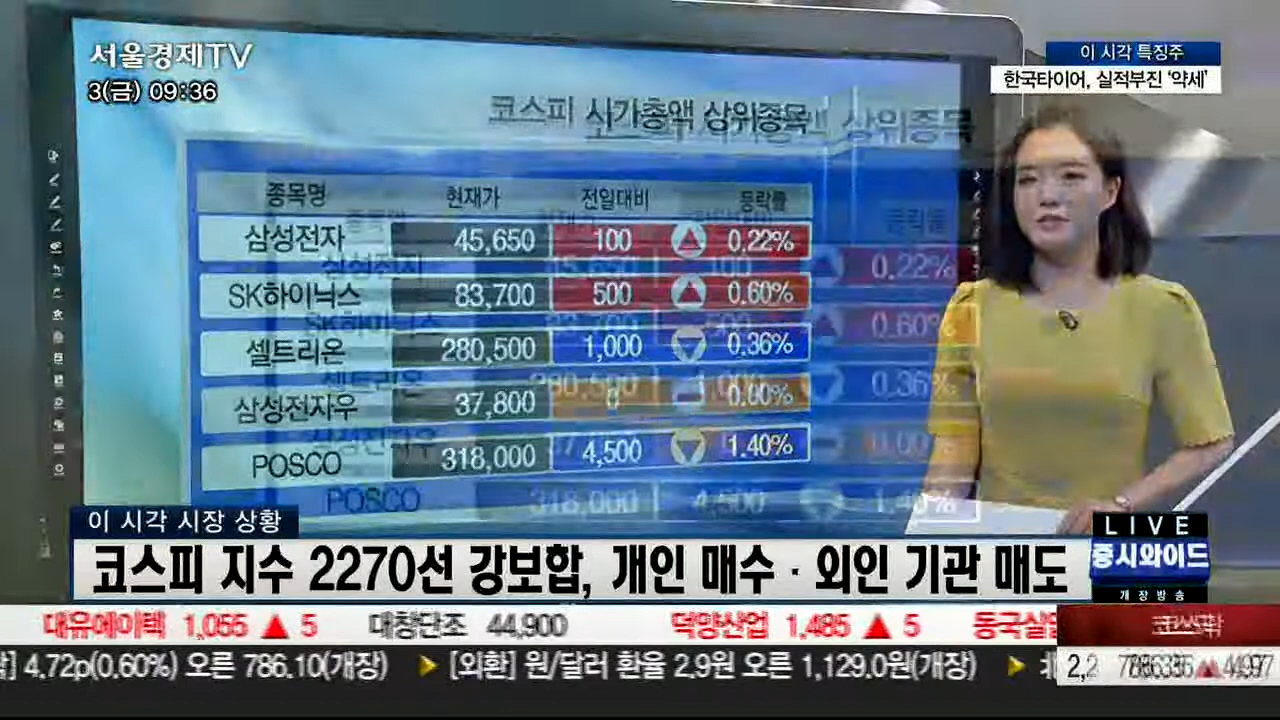 서울경제TV
3(금) 09:36
이 시각 특징주
한국타이어, 실적부진 '약세'
코스피 시가총액 상위종목
종목명 현재가 전일대비 등락률
삼성전자 45,650 100 ▲ 0.22%
SK하이닉스 83,700 500 ▲ 0.60%
셀트리온 280,500 1,000 ▼ 0.36%
삼성전자우 37,800 0 - 0.00%
POSCO 318,000 4,500 ▼ 1.40%
이 시각 시장 상황
코스피 지수 2270선 강보합, 개인 매수·외인 기관 매도
LIVE
증시와이드
개장방송
대유에이텍 1,055 ▲ 5 대창단조 44,900 덕양산업 1,485 ▲ 5 동국실업
] 4.72p(0.60%) 오른 786.10(개장) ▶ [외환] 원/달러 환율 2.9원 오른 1,129.0원(개장) ▶